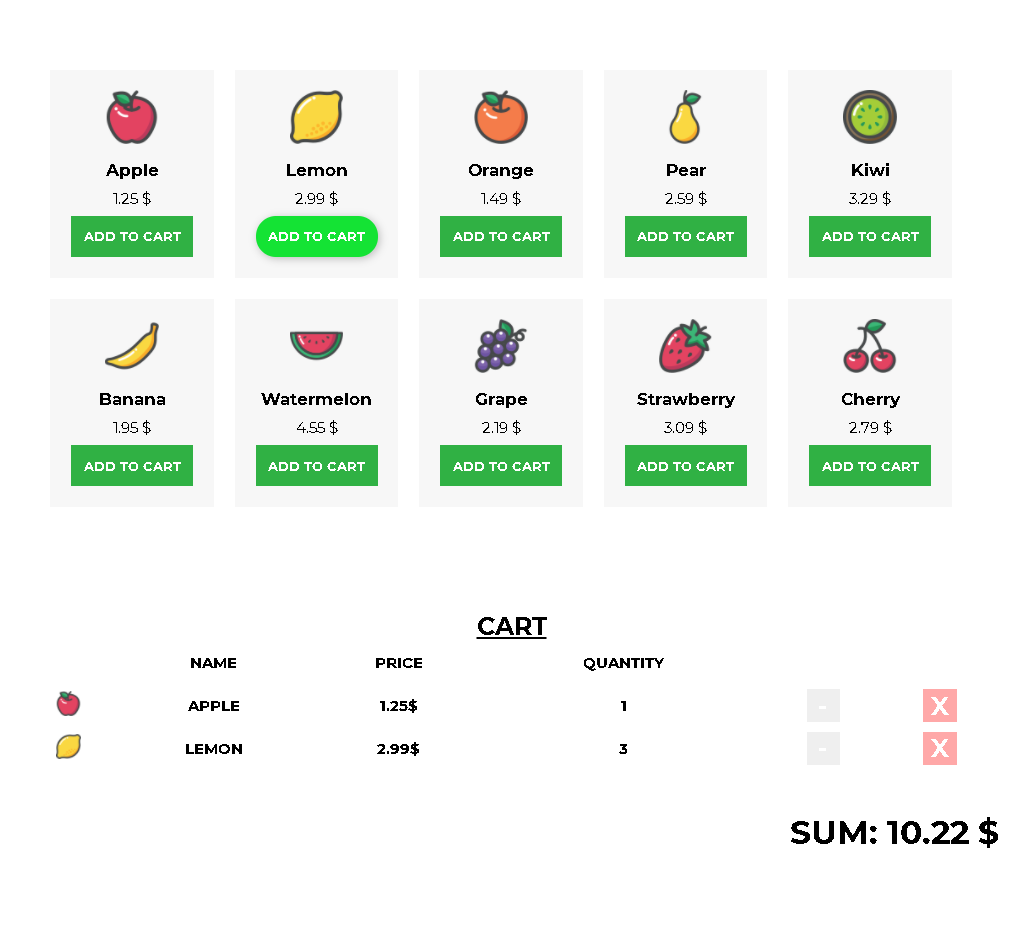 Apple Lemon Orange Pear Kiwi
1.25 $ 2.99 $ 1.49 $ 2.59 $ 3.29 $
ADD TO CART ADD TO CART ADD TO CART ADD TO CART ADD TO CART
Banana Watermelon Grape Strawberry Cherry
1.95 $ 4.55 $ 2.19 $ 3.09 $ 2.79 $
ADD TO CART ADD TO CART ADD TO CART ADD TO CART ADD TO CART
CART
NAME PRICE QUANTITY
APPLE 1.25$ 1 - X
LEMON 2.99$ 3 - X
SUM: 10.22 $